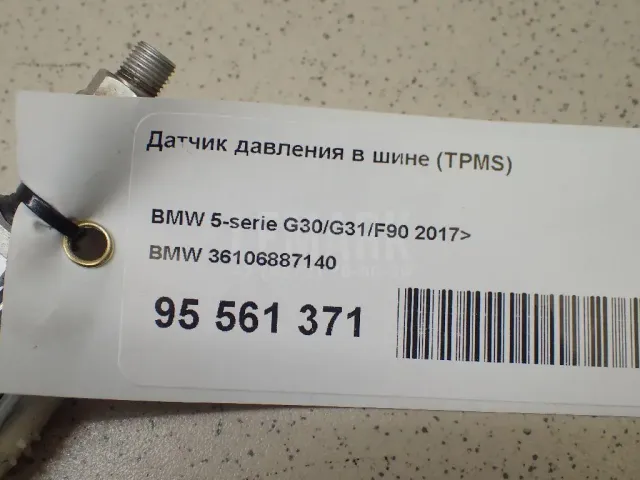 Датчик давления в шине (TPMS)
BMW 5-serie G30/G31/F90 2017>
BMW 36106887140
95 561 371